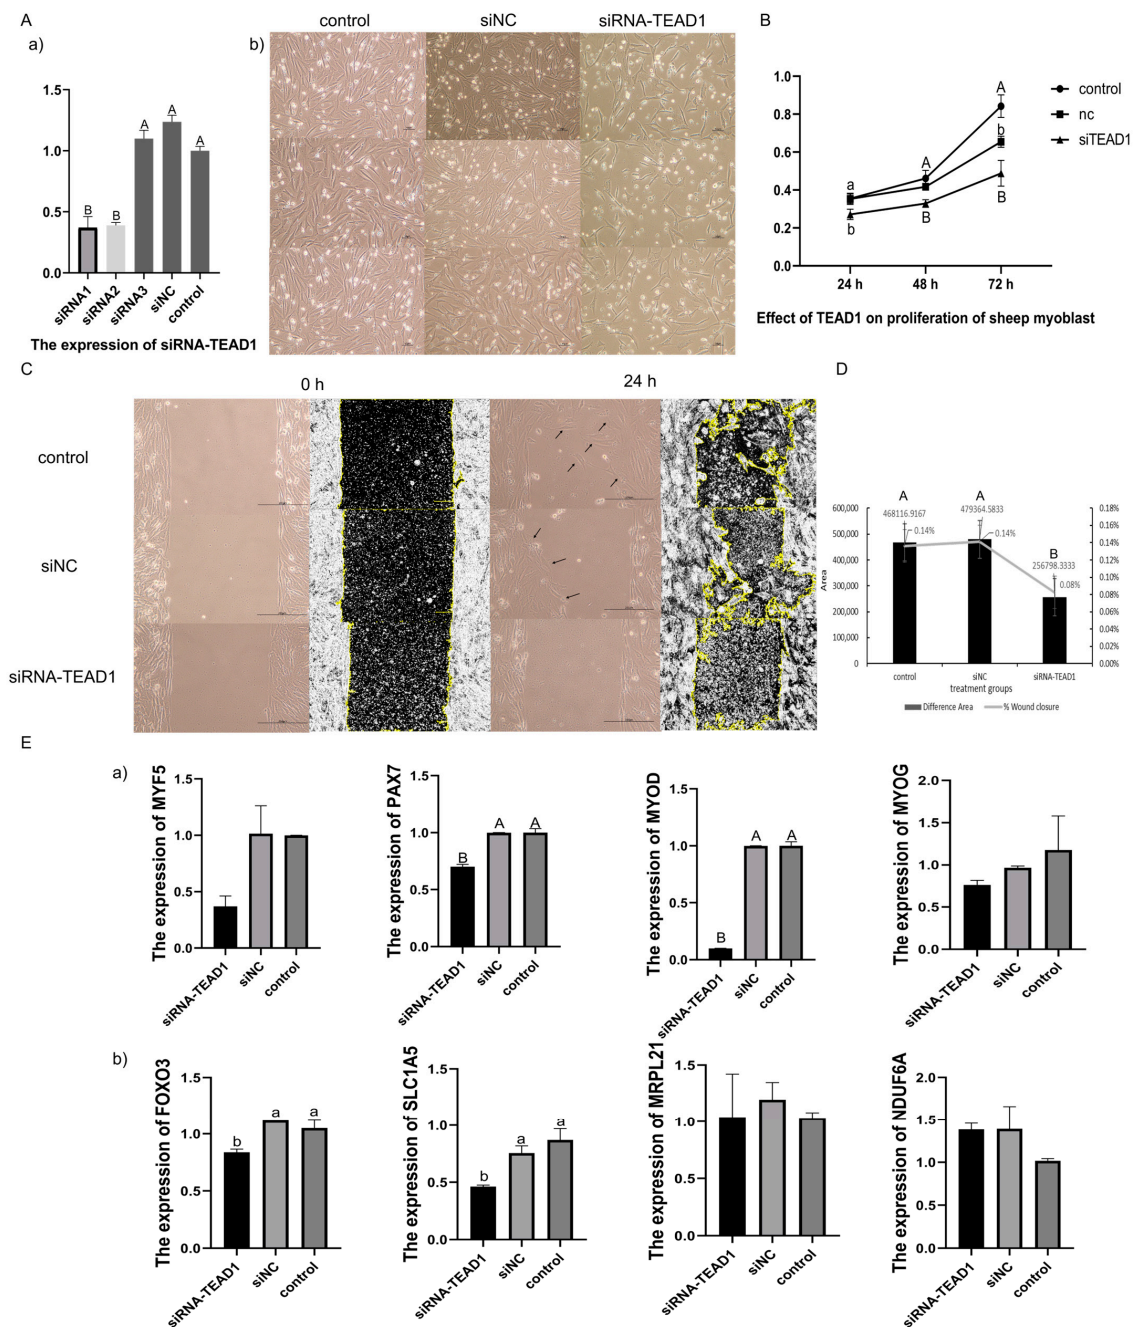 A
a)
1.5
1.0
0.5
0.0
B
B
A
A
A
siRNA1
siRNA2
siRNA3
siNC
control
The expression of siRNA-TEAD1
b)
control
siNC
siRNA-TEAD1
B
1.0
0.8
0.6
0.4
0.2
0.0
a
b
A
B
A
b
B
24 h
48 h
72 h
control
nc
siTEAD1
Effect of TEAD1 on proliferation of sheep myoblast
C
0 h
24 h
control
siNC
siRNA-TEAD1
D
A
A
B
468116.9167
479364.5833
256798.3333
0.14%
0.14%
0.08%
600,000
500,000
400,000
300,000
200,000
100,000
0
Area
0.18%
0.16%
0.14%
0.12%
0.10%
0.08%
0.06%
0.04%
0.02%
0.00%
control
siNC
siRNA-TEAD1
treatment groups
Difference Area
% Wound closure
E
a)
The expression of MYF5
1.5
1.0
0.5
0.0
siRNA-TEAD1
siNC
control
The expression of PAX7
1.5
1.0
0.5
0.0
B
A
A
siRNA-TEAD1
siNC
control
The expression of MYOD
1.5
1.0
0.5
0.0
B
A
A
siRNA-TEAD1
siNC
control
The expression of MYOG
2.0
1.5
1.0
0.5
0.0
siRNA-TEAD1
siNC
control
b)
The expression of FOXO3
1.5
1.0
0.5
0.0
b
a
a
siRNA-TEAD1
siNC
control
The expression of SLC1A5
1.5
1.0
0.5
0.0
b
a
a
siRNA-TEAD1
siNC
control
The expression of MRPL21
1.5
1.0
0.5
0.0
siRNA-TEAD1
siNC
control
The expression of NDUF6A
2.0
1.5
1.0
0.5
0.0
siRNA-TEAD1
siNC
control